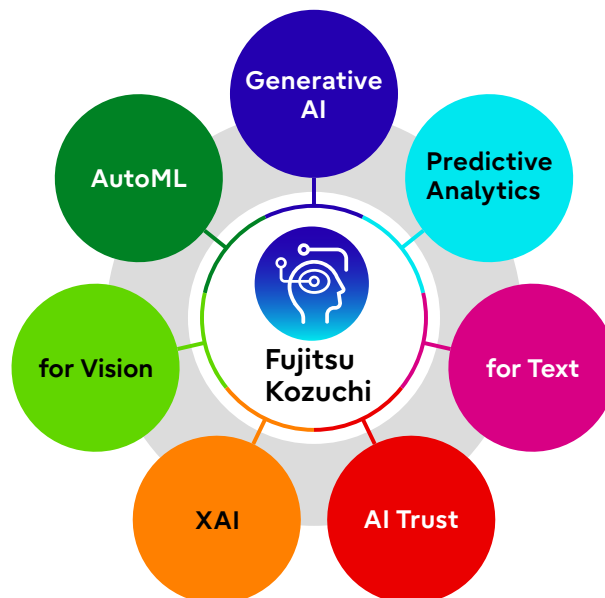 Generative
AI
Predictive
Analytics
AutoML
for Vision
Fujitsu
Kozuchi
for Text
XAI
AI Trust